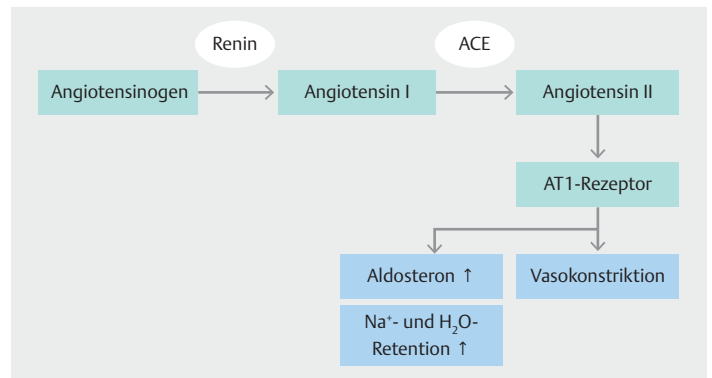 Renin
ACE
Angiotensinogen
Angiotensin I
Angiotensin II
AT1-Rezeptor
Aldosteron ↑
Vasokonstriktion
Na⁺- und H₂O-
Retention ↑